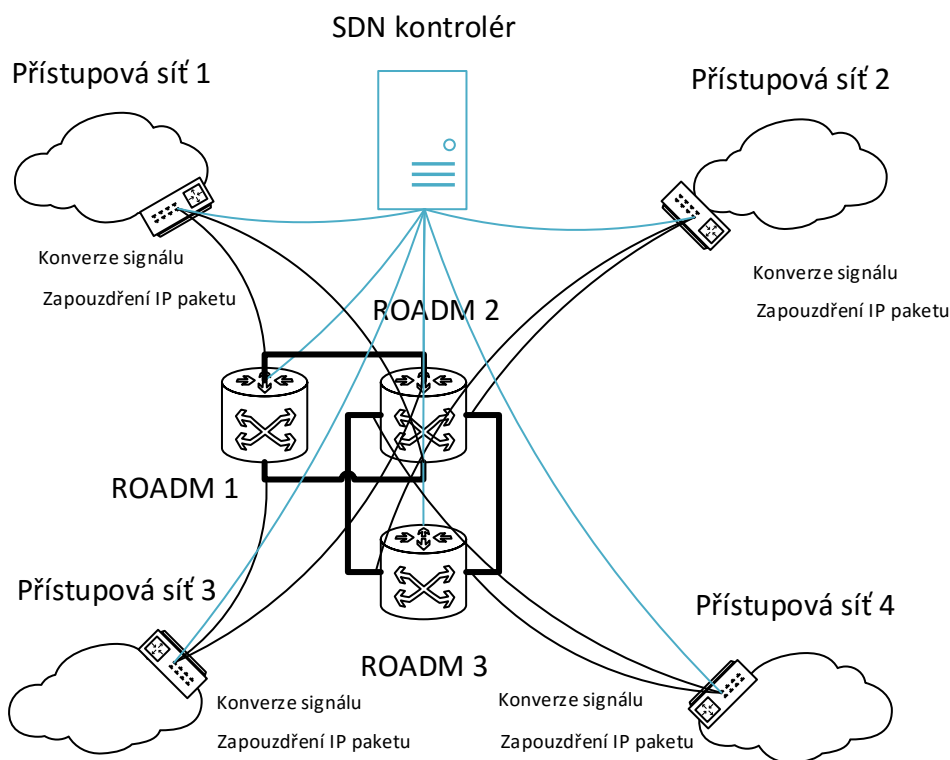 SDN kontrolér
Přístupová síť 1
Přístupová síť 2
Konverze signálu
Zapouzdření IP paketu
Konverze signálu
Zapouzdření IP paketu
ROADM 2
ROADM 1
Přístupová síť 3
Přístupová síť 4
ROADM 3
Konverze signálu
Zapouzdření IP paketu
Konverze signálu
Zapouzdření IP paketu